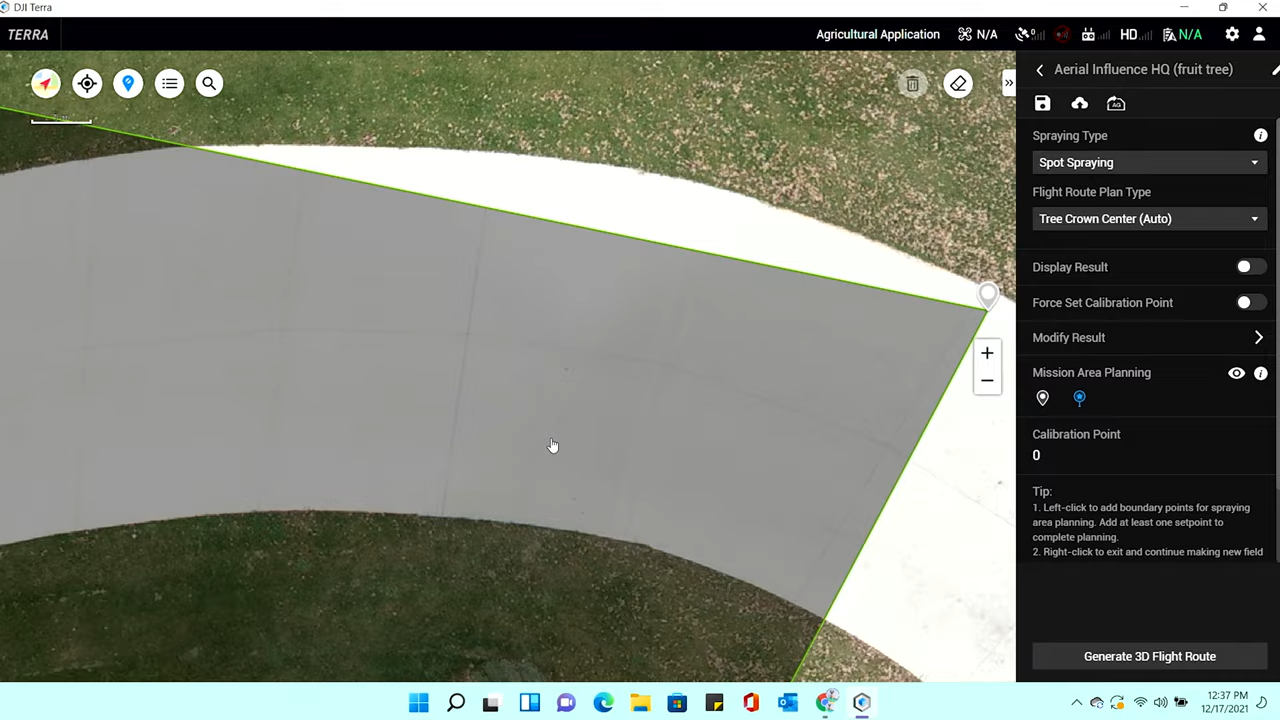 DJI Terra
TERRA
Agricultural Application
N/A
HD
N/A
Aerial Influence HQ (fruit tree)
AG
Spraying Type
Spot Spraying
Flight Route Plan Type
Tree Crown Center (Auto)
Display Result
Force Set Calibration Point
Modify Result
Mission Area Planning
Calibration Point
0
Tip:
1. Left-click to add boundary points for spraying
area planning. Add at least one setpoint to
complete planning.
2. Right-click to exit and continue making new field
Generate 3D Flight Route
12:37 PM
12/17/2021